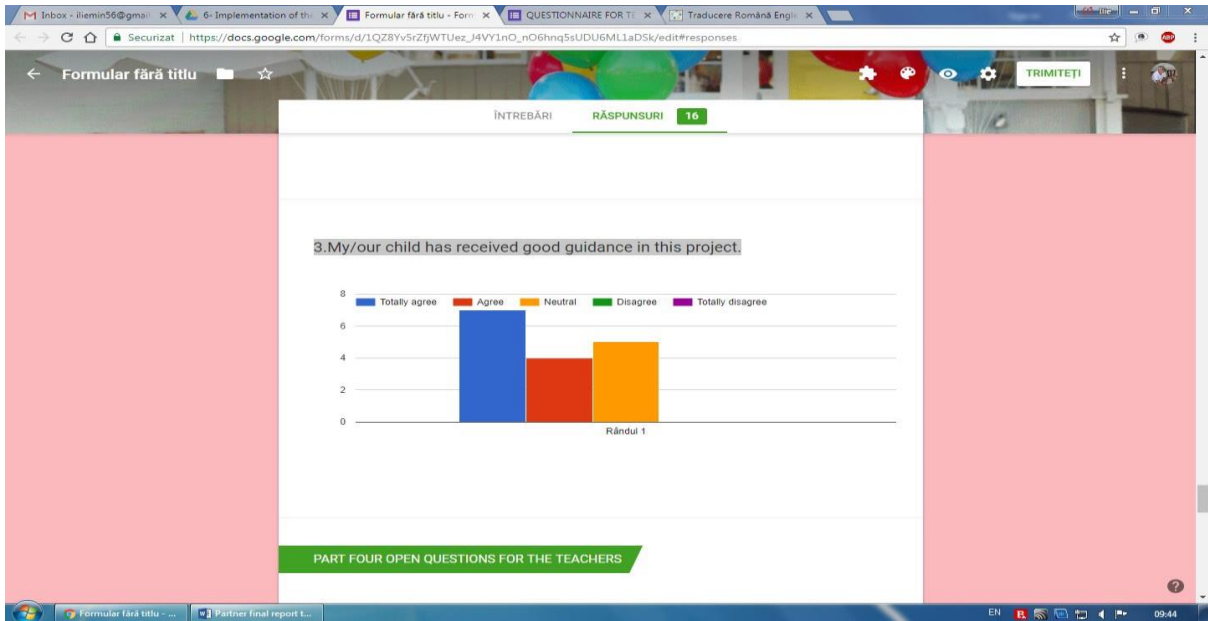 Inbox - iliemin56@gmail
6- Implementation of the
Formular fără titlu - Forn
QUESTIONNAIRE FOR TE
Traducere Română Engle
Securizat | https://docs.google.com/forms/d/1QZ8Yv5rZfjWTUez_J4VY1nO_nO6hnq5sUDU6ML1aDSk/edit#responses
ABP
Formular fără titlu
TRIMITEȚI
ÎNTREBĂRI RĂSPUNSURI 16
3.My/our child has received good guidance in this project.
8
Totally agree Agree Neutral Disagree Totally disagree
6
4
2
0
Rândul 1
PART FOUR OPEN QUESTIONS FOR THE TEACHERS
Formular fără titlu - ...
Partner final report t...
EN
09:44